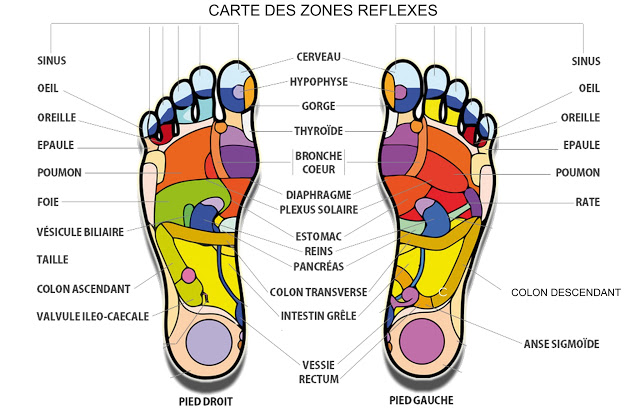 CARTE DES ZONES REFLEXES
SINUS
OEIL
OREILLE
EPAULE
POUMON
FOIE
VÉSICULE BILIAIRE
TAILLE
COLON ASCENDANT
VALVULE ILEO-CAECALE
CERVEAU
HYPOPHYSE
GORGE
THYROÏDE
BRONCHE
COEUR
DIAPHRAGME
PLEXUS SOLAIRE
ESTOMAC
REINS
PANCRÉAS
COLON TRANSVERSE
INTESTIN GRÊLE
VESSIE
RECTUM
SINUS
OEIL
OREILLE
EPAULE
POUMON
RATE
COLON DESCENDANT
ANSE SIGMOÏDE
PIED DROIT
PIED GAUCHE